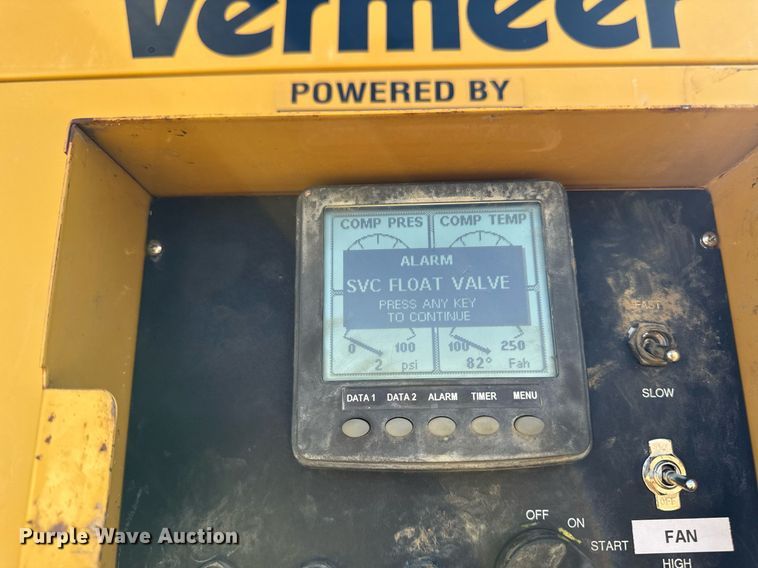 Vermeer
POWERED BY
COMP PRES COMP TEMP
ALARM
SVC FLOAT VALVE
PRESS ANY KEY
TO CONTINUE
0 100 100 250
2 psi 82° Fah
DATA 1 DATA 2 ALARM TIMER MENU
FAST
SLOW
OFF
OFF
ON
START
FAN
HIGH
Purple Wave Auction